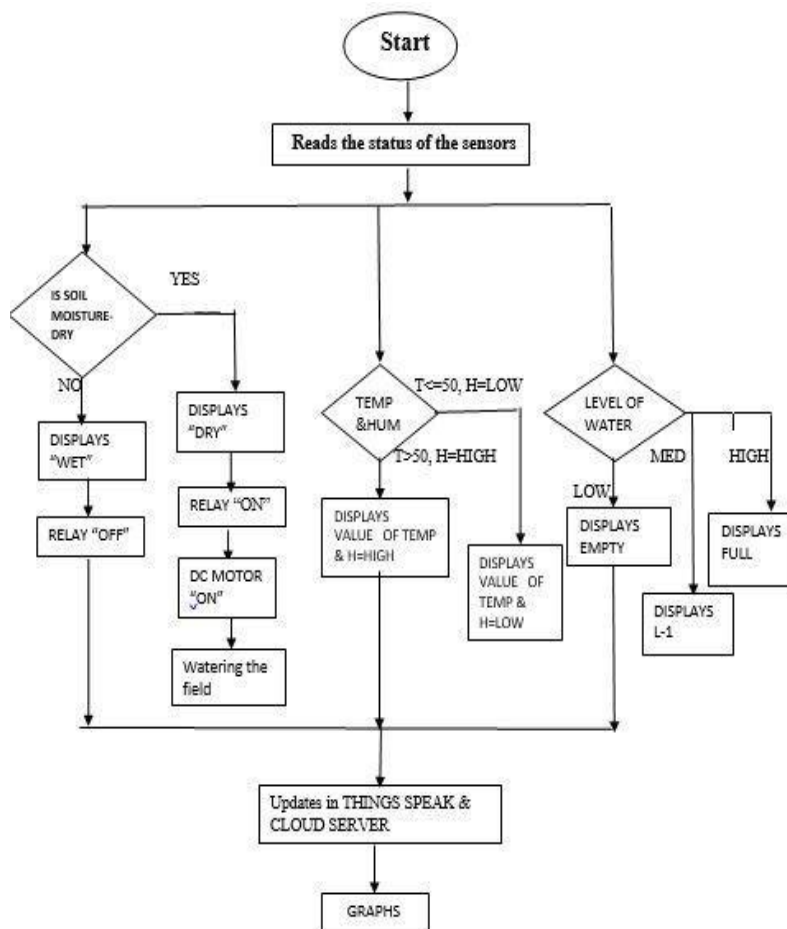 Start
Reads the status of the sensors
IS SOIL
MOISTURE-
DRY
YES
NO
DISPLAYS
“WET”
RELAY “OFF”
DISPLAYS
“DRY”
RELAY “ON”
DC MOTOR
“ON”
Watering the
field
TEMP
&HUM
T<=50, H=LOW
T>50, H=HIGH
DISPLAYS
VALUE OF TEMP
& H=HIGH
DISPLAYS
VALUE OF
TEMP &
H=LOW
LEVEL OF
WATER
MED
HIGH
LOW
DISPLAYS
EMPTY
DISPLAYS
FULL
DISPLAYS
L-1
Updates in THINGS SPEAK &
CLOUD SERVER
GRAPHS